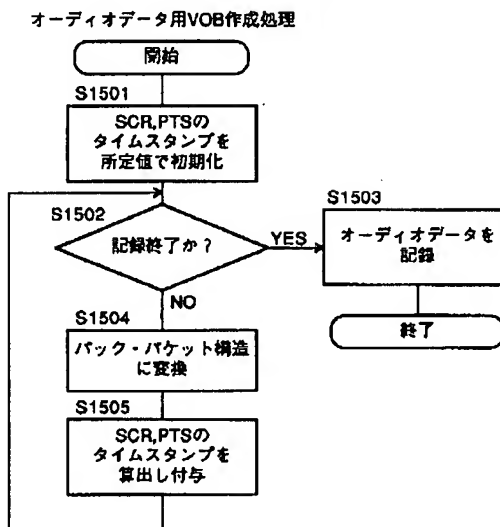 オーディオデータ用VOB作成処理
開始
S1501
SCR,PTSの
タイムスタンプを
所定値で初期化
S1502
記録終了か?
YES
NO
S1503
オーディオデータを
記録
終了
S1504
パック・パケット構造
に変換
S1505
SCR,PTSの
タイムスタンプを
算出し付与